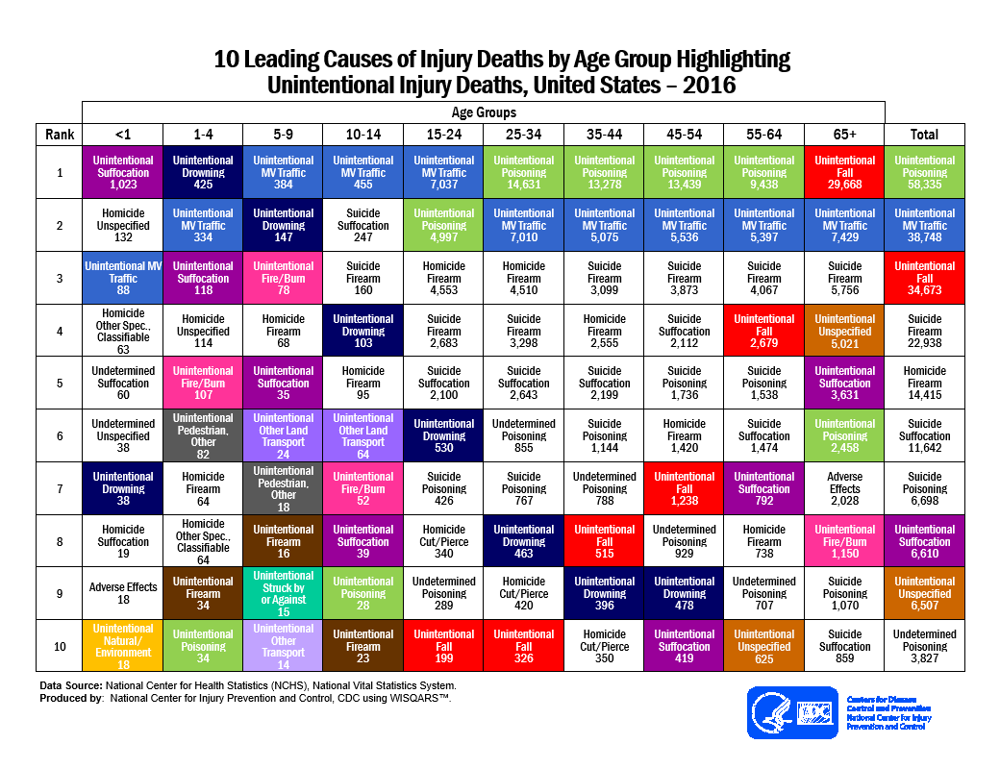 10 Leading Causes of Injury Deaths by Age Group Highlighting
Unintentional Injury Deaths, United States – 2016
Age Groups
Rank <1 1-4 5-9 10-14 15-24 25-34 35-44 45-54 55-64 65+ Total
1
Unintentional
Suffocation
1,023
Unintentional
Drowning
425
Unintentional
MV Traffic
384
Unintentional
MV Traffic
455
Unintentional
MV Traffic
7,037
Unintentional
Poisoning
14,631
Unintentional
Poisoning
13,278
Unintentional
Poisoning
13,439
Unintentional
Poisoning
9,438
Unintentional
Fall
29,668
Unintentional
Poisoning
58,335
2
Homicide
Unspecified
132
Unintentional
MV Traffic
334
Unintentional
Drowning
147
Suicide
Suffocation
247
Unintentional
Poisoning
4,997
Unintentional
MV Traffic
7,010
Unintentional
MV Traffic
5,075
Unintentional
MV Traffic
5,536
Unintentional
MV Traffic
5,397
Unintentional
MV Traffic
7,429
Unintentional
MV Traffic
38,748
3
Unintentional MV
Traffic
88
Unintentional
Suffocation
118
Unintentional
Fire/Burn
78
Suicide
Firearm
160
Homicide
Firearm
4,553
Homicide
Firearm
4,510
Suicide
Firearm
3,099
Suicide
Firearm
3,873
Suicide
Firearm
4,067
Suicide
Firearm
5,756
Unintentional
Fall
34,673
4
Homicide
Other Spec.,
Classifiable
63
Homicide
Unspecified
114
Homicide
Firearm
68
Unintentional
Drowning
103
Suicide
Firearm
2,683
Suicide
Firearm
3,298
Homicide
Firearm
2,555
Suicide
Suffocation
2,112
Unintentional
Fall
2,679
Unintentional
Unspecified
5,021
Suicide
Firearm
22,938
5
Undetermined
Suffocation
60
Unintentional
Fire/Burn
107
Unintentional
Suffocation
35
Homicide
Firearm
95
Suicide
Suffocation
2,100
Suicide
Suffocation
2,643
Suicide
Suffocation
2,199
Suicide
Poisoning
1,736
Suicide
Poisoning
1,538
Unintentional
Suffocation
3,631
Homicide
Firearm
14,415
6
Undetermined
Unspecified
38
Unintentional
Pedestrian,
Other
82
Unintentional
Other Land
Transport
24
Unintentional
Other Land
Transport
64
Unintentional
Drowning
530
Undetermined
Poisoning
855
Suicide
Poisoning
1,144
Homicide
Firearm
1,420
Suicide
Suffocation
1,474
Unintentional
Poisoning
2,458
Suicide
Suffocation
11,642
7
Unintentional
Drowning
38
Homicide
Firearm
64
Unintentional
Pedestrian,
Other
18
Unintentional
Fire/Burn
52
Suicide
Poisoning
426
Suicide
Poisoning
767
Undetermined
Poisoning
788
Unintentional
Fall
1,238
Unintentional
Suffocation
792
Adverse
Effects
2,028
Suicide
Poisoning
6,698
8
Homicide
Suffocation
19
Homicide
Other Spec.,
Classifiable
64
Unintentional
Firearm
16
Unintentional
Suffocation
39
Homicide
Cut/Pierce
340
Unintentional
Drowning
463
Unintentional
Fall
515
Undetermined
Poisoning
929
Homicide
Firearm
738
Unintentional
Fire/Burn
1,150
Unintentional
Suffocation
6,610
9
Adverse Effects
18
Unintentional
Firearm
34
Unintentional
Struck by
or Against
15
Unintentional
Poisoning
28
Undetermined
Poisoning
289
Homicide
Cut/Pierce
420
Unintentional
Drowning
396
Unintentional
Drowning
478
Undetermined
Poisoning
707
Suicide
Poisoning
1,070
Unintentional
Unspecified
6,507
10
Unintentional
Natural/
Environment
18
Unintentional
Poisoning
34
Unintentional
Other
Transport
14
Unintentional
Firearm
23
Unintentional
Fall
199
Unintentional
Fall
326
Homicide
Cut/Pierce
350
Unintentional
Suffocation
419
Unintentional
Unspecified
625
Suicide
Suffocation
859
Undetermined
Poisoning
3,827
Data Source: National Center for Health Statistics (NCHS), National Vital Statistics System.
Produced by: National Center for Injury Prevention and Control, CDC using WISQARS™.
CDC
Centers for Disease
Control and Prevention
National Center for Injury
Prevention and Control